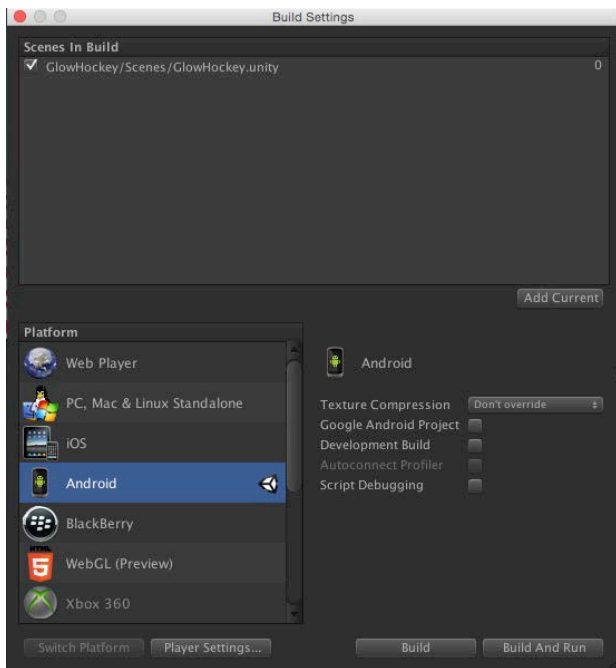 Build Settings
Scenes In Build
GlowHockey/Scenes/GlowHockey.unity 0
Add Current
Platform
Web Player
PC, Mac & Linux Standalone
iOS
Android
BlackBerry
HTML
5
WebGL (Preview)
Xbox 360
Android
Texture Compression Don't override
Google Android Project
Development Build
Autoconnect Profiler
Script Debugging
Switch Platform Player Settings... Build Build And Run